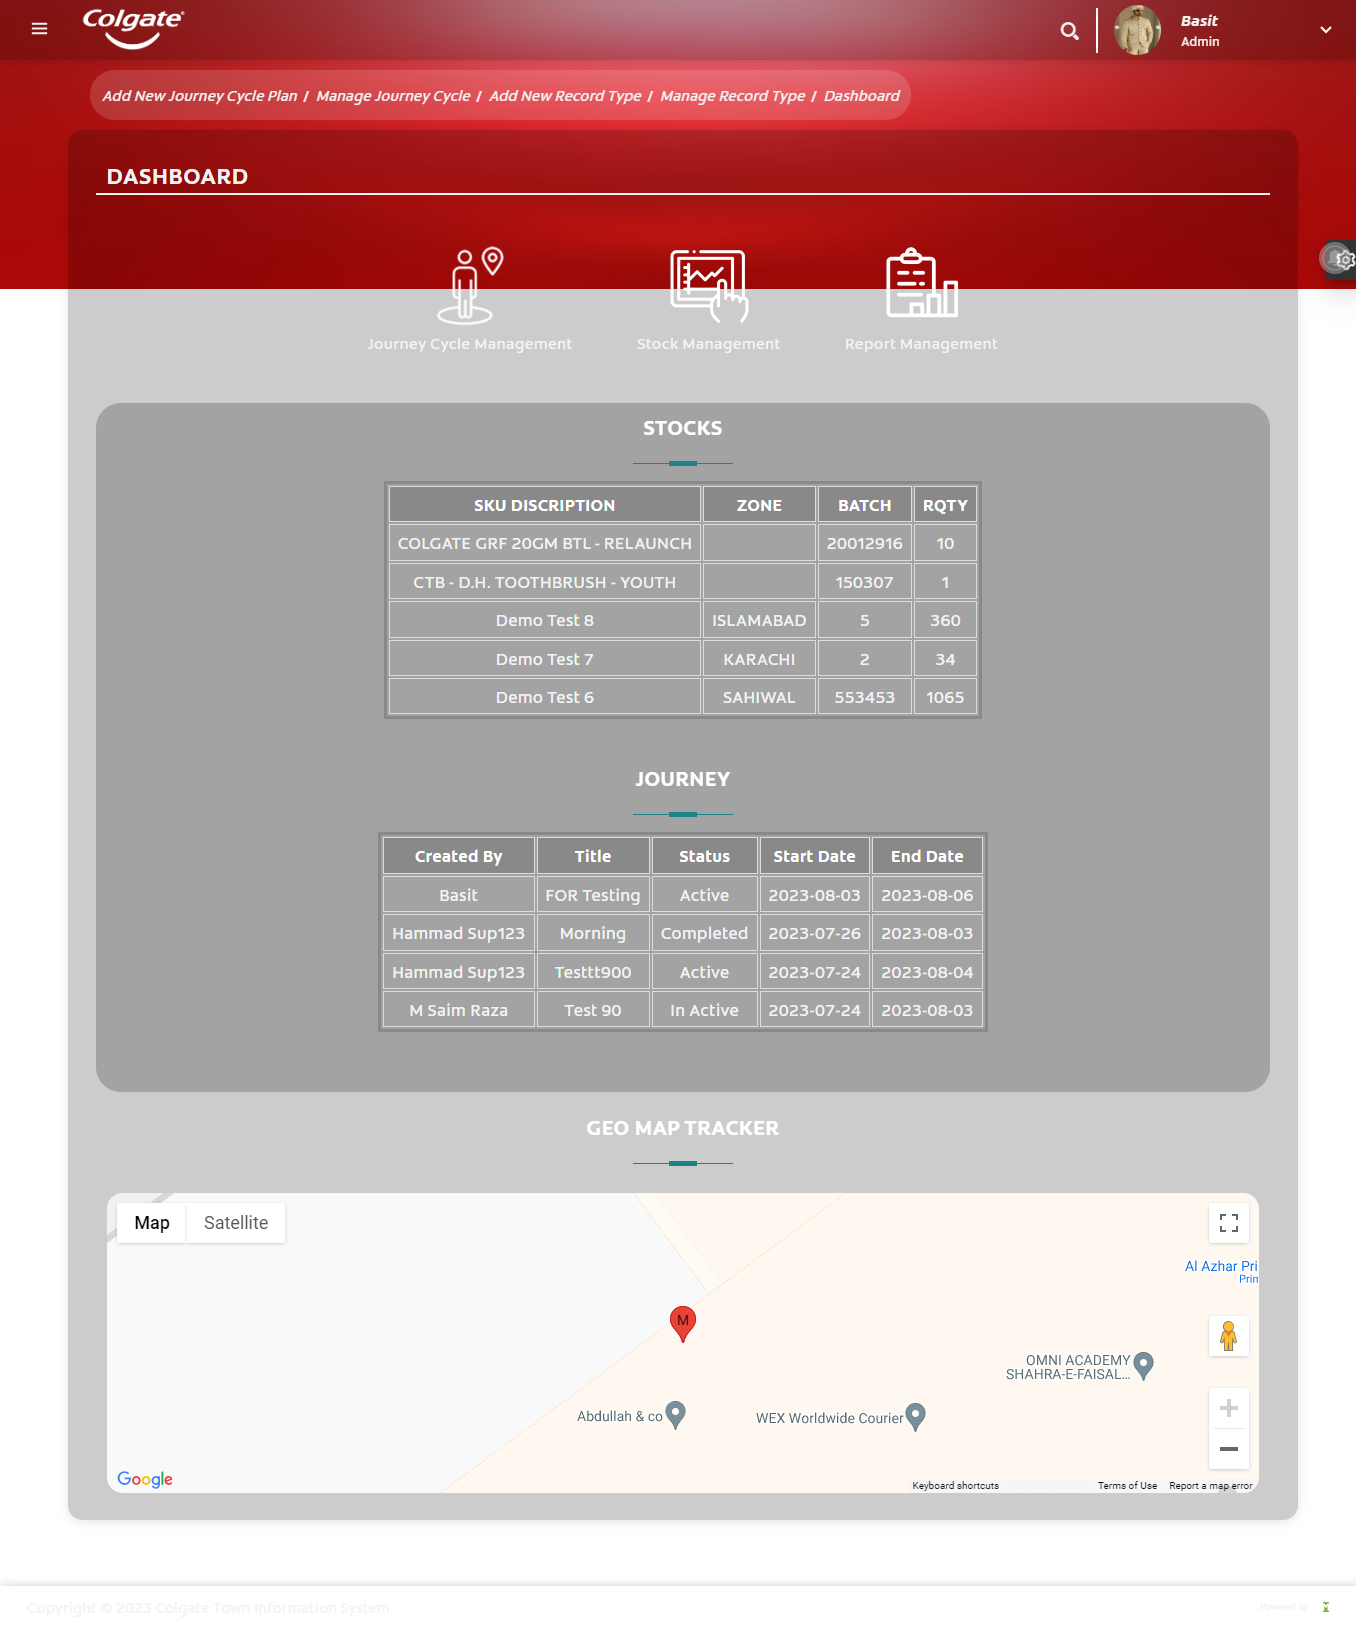 Colgate
Basit
Admin
Add New Journey Cycle Plan / Manage Journey Cycle / Add New Record Type / Manage Record Type / Dashboard
DASHBOARD
Journey Cycle Management
Stock Management
Report Management
STOCKS
SKU DISCRIPTION ZONE BATCH RQTY
COLGATE GRF 20GM BTL - RELAUNCH 20012916 10
CTB - D.H. TOOTHBRUSH - YOUTH 150307 1
Demo Test 8 ISLAMABAD 5 360
Demo Test 7 KARACHI 2 34
Demo Test 6 SAHIWAL 553453 1065
JOURNEY
Created By Title Status Start Date End Date
Basit FOR Testing Active 2023-08-03 2023-08-06
Hammad Sup123 Morning Completed 2023-07-26 2023-08-03
Hammad Sup123 Testtt900 Active 2023-07-24 2023-08-04
M Saim Raza Test 90 In Active 2023-07-24 2023-08-03
GEO MAP TRACKER
Map Satellite
Al Azhar Pri
Prin
M
OMNI ACADEMY
SHAHRA-E-FAISAL...
Abdullah & co
WEX Worldwide Courier
Google
Keyboard shortcuts Terms of Use Report a map error
Copyright © 2023 Colgate Town Information System
Powered by